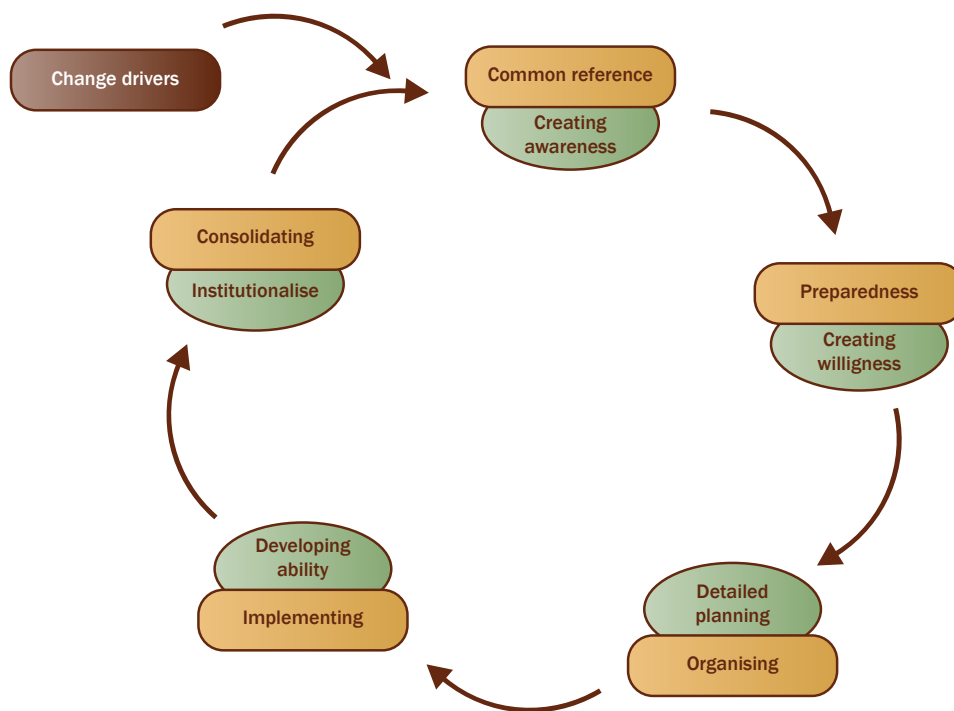 Change drivers
Common reference
Creating
awareness
Preparedness
Creating
willigness
Detailed
planning
Organising
Developing
ability
Implementing
Consolidating
Institutionalise